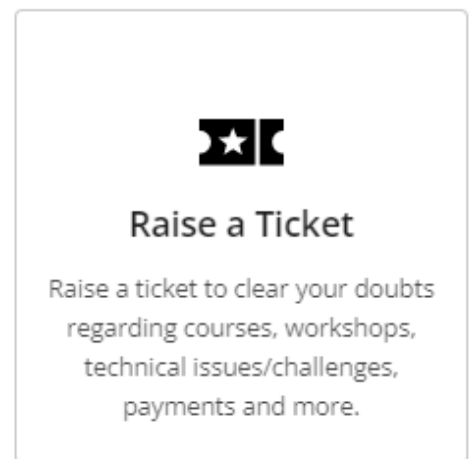 Raise a Ticket
Raise a ticket to clear your doubts
regarding courses, workshops,
technical issues/challenges,
payments and more.